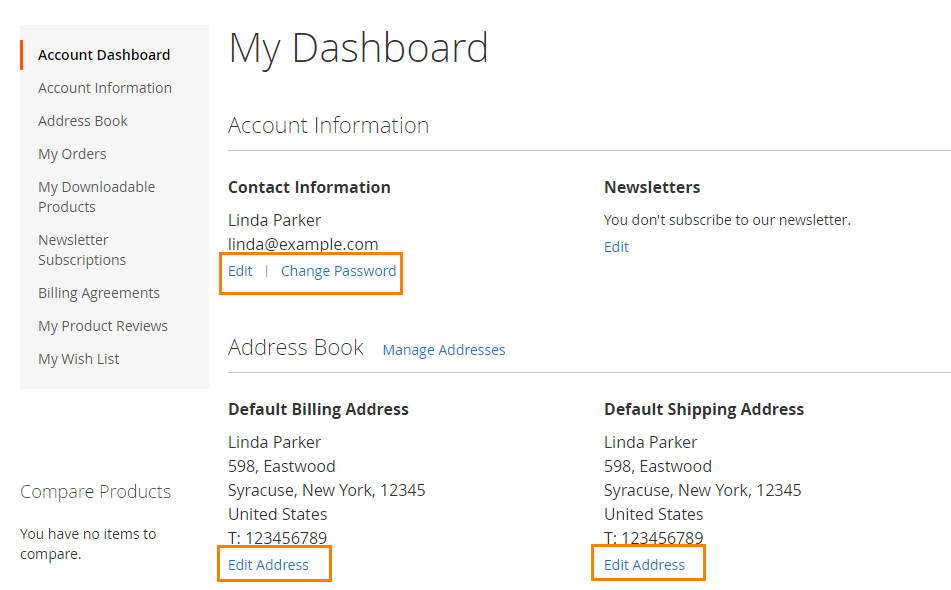 Account Dashboard
Account Information
Address Book
My Orders
My Downloadable
Products
Newsletter
Subscriptions
Billing Agreements
My Product Reviews
My Wish List
Compare Products
You have no items to
compare.
My Dashboard
Account Information
Contact Information
Linda Parker
linda@example.com
Edit | Change Password
Newsletters
You don't subscribe to our newsletter.
Edit
Address Book Manage Addresses
Default Billing Address
Linda Parker
598, Eastwood
Syracuse, New York, 12345
United States
T: 123456789
Edit Address
Default Shipping Address
Linda Parker
598, Eastwood
Syracuse, New York, 12345
United States
T: 123456789
Edit Address